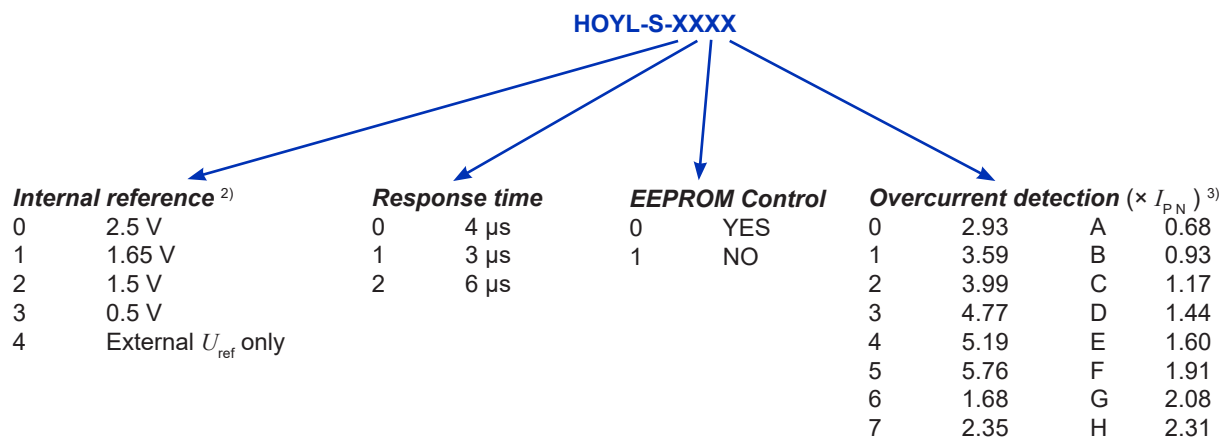 HOYL-S-XXXX
Internal reference 2)
0 2.5 V
1 1.65 V
2 1.5 V
3 0.5 V
4 External Uref only
Response time
0 4 µs
1 3 µs
2 6 µs
EEPROM Control
0 YES
1 NO
Overcurrent detection (× IPN ) 3)
0 2.93 A 0.68
1 3.59 B 0.93
2 3.99 C 1.17
3 4.77 D 1.44
4 5.19 E 1.60
5 5.76 F 1.91
6 1.68 G 2.08
7 2.35 H 2.31